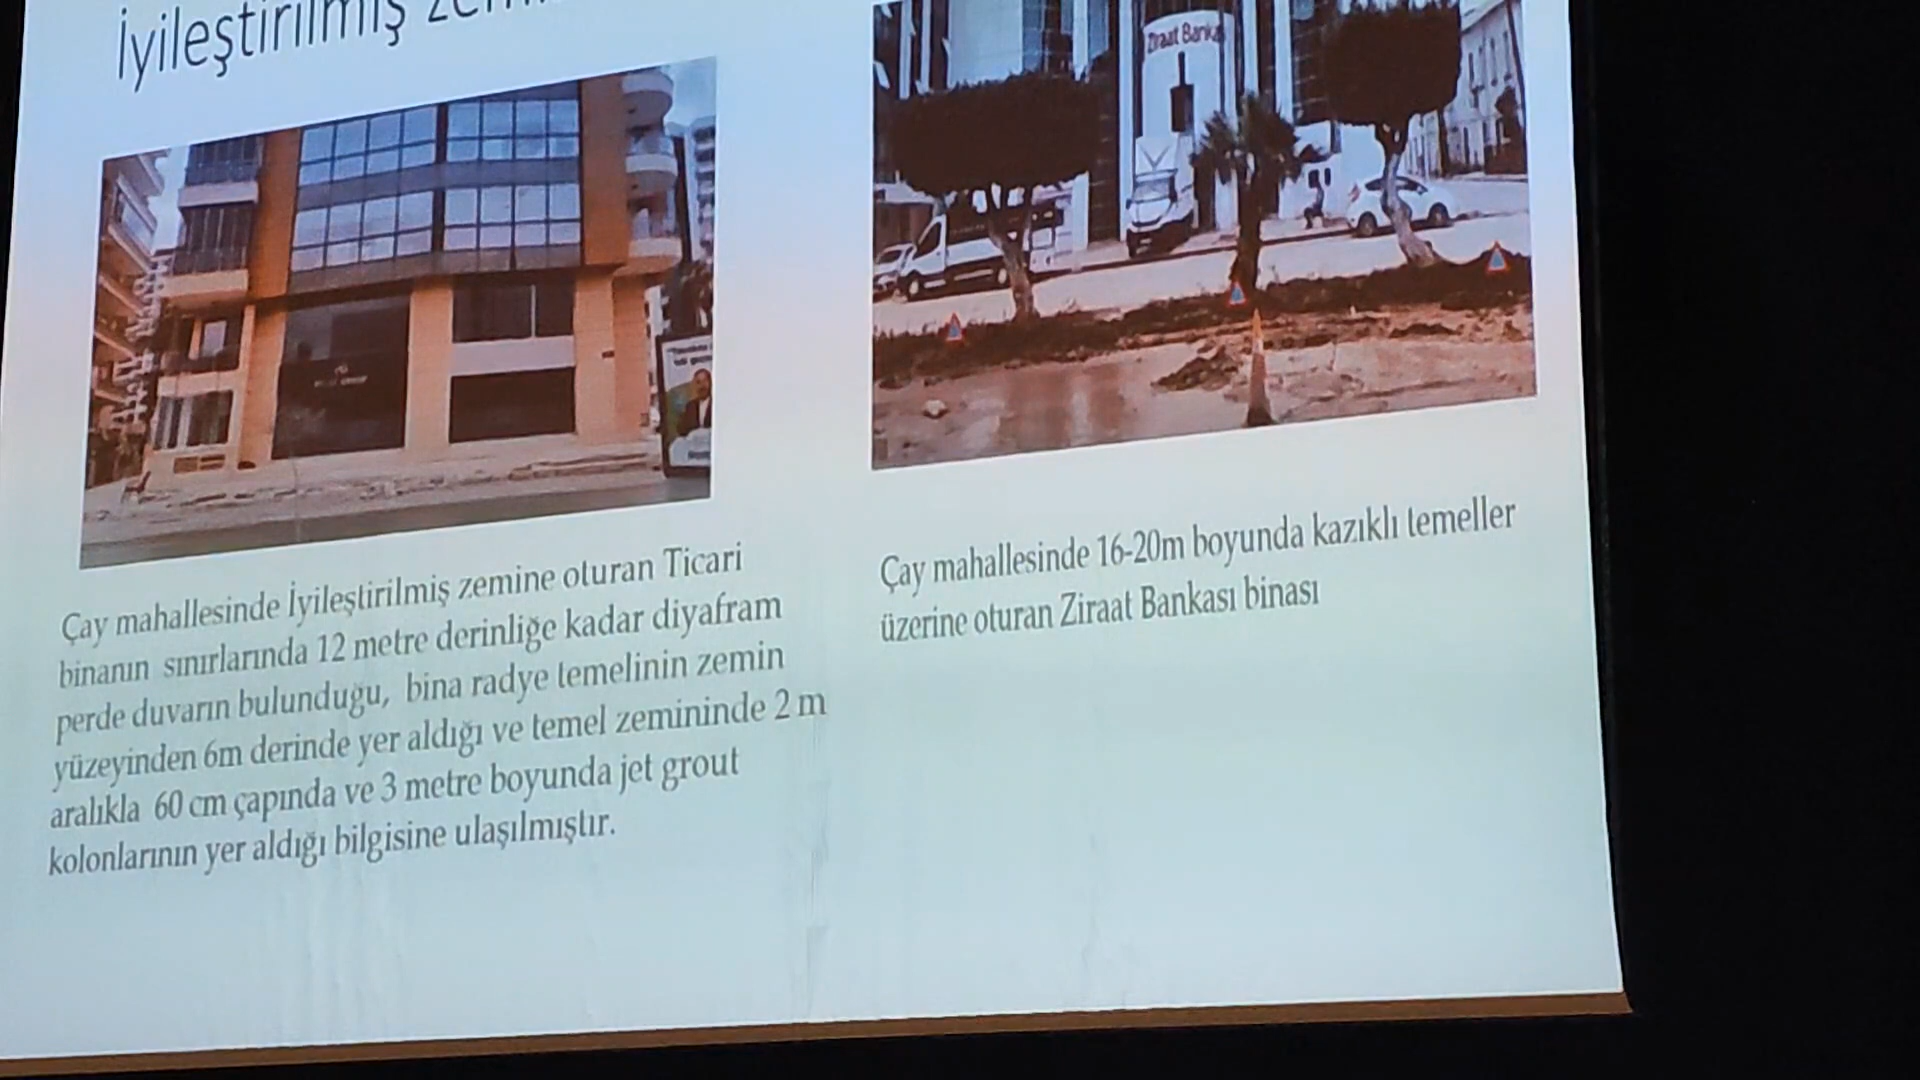 İyileştirilmiş
Ziraat Bankası
Çay mahallesinde İyileştirilmiş zemine oturan Ticari
binanın sınırlarında 12 metre derinliğe kadar diyafram
perde duvarın bulunduğu, bina radye temelinin zemin
yüzeyinden 6m derinde yer aldığı ve temel zemininde 2 m
aralıkla 60 cm çapında ve 3 metre boyunda jet grout
kolonlarının yer aldığı bilgisine ulaşılmıştır.
Çay mahallesinde 16-20m boyunda kazıklı temeller
üzerine oturan Ziraat Bankası binası